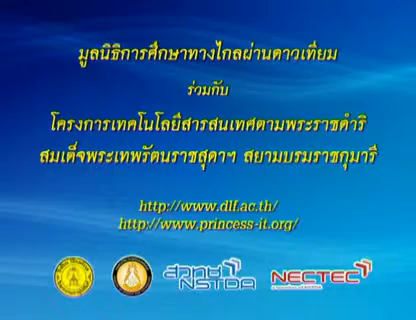 มูลนิธิการศึกษาทางไกลผ่านดาวเทียม
ร่วมกับ
โครงการเทคโนโลยีสารสนเทศตามพระราชดำริ
สมเด็จพระเทพรัตนราชสุดาฯ สยามบรมราชกุมารี
http://www.dlf.ac.th/
http://www.princess-it.org/
สวทช
NSTDA
NECTEC